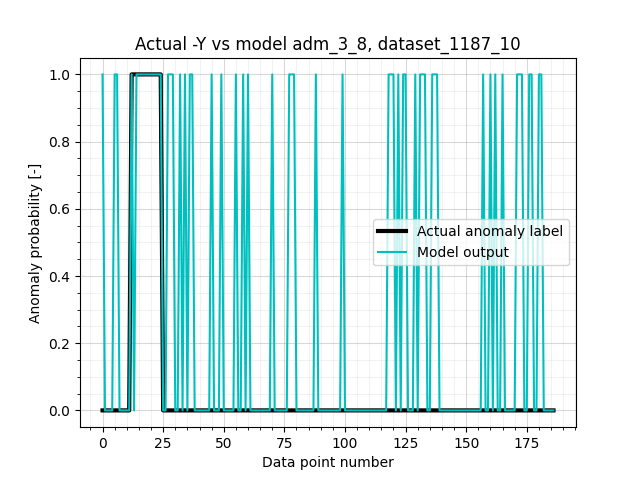 Actual -Y vs model adm_3_8, dataset_1187_10
1.0
0.8
0.6
0.4
0.2
0.0
Anomaly probability [-]
Actual anomaly label
Model output
0 25 50 75 100 125 150 175
Data point number